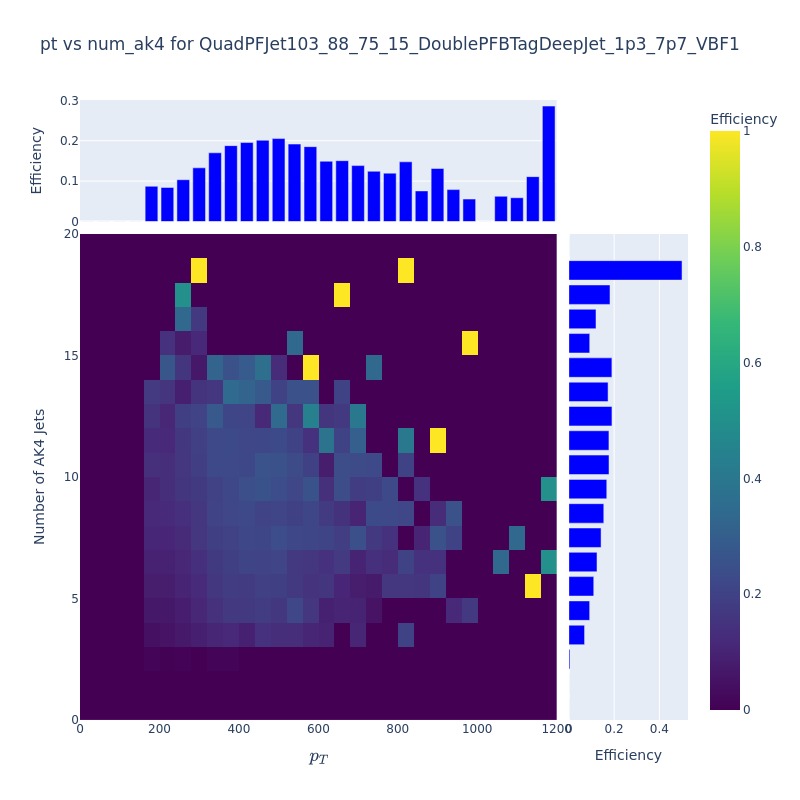 pt vs num_ak4 for QuadPFJet103_88_75_15_DoublePFBTagDeepJet_1p3_7p7_VBF1
Efficiency
0.3
0.2
0.1
0
Number of AK4 Jets
20
15
10
5
0
0 200 400 600 800 1000 1200
p_T
0 0.2 0.4
Efficiency
Efficiency
1
0.8
0.6
0.4
0.2
0